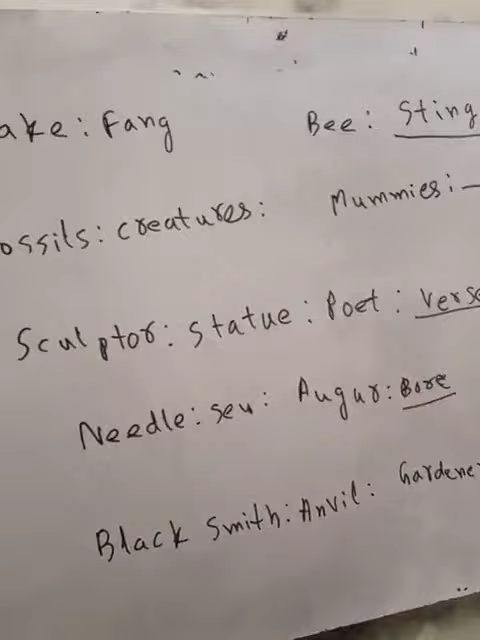 ake: Fang Bee: Sting
ossils: creatures: Mummies: —
Sculptor: statue: Poet: verse
Needle: sew: Augur: Bore
Black Smith: Anvil: Gardene